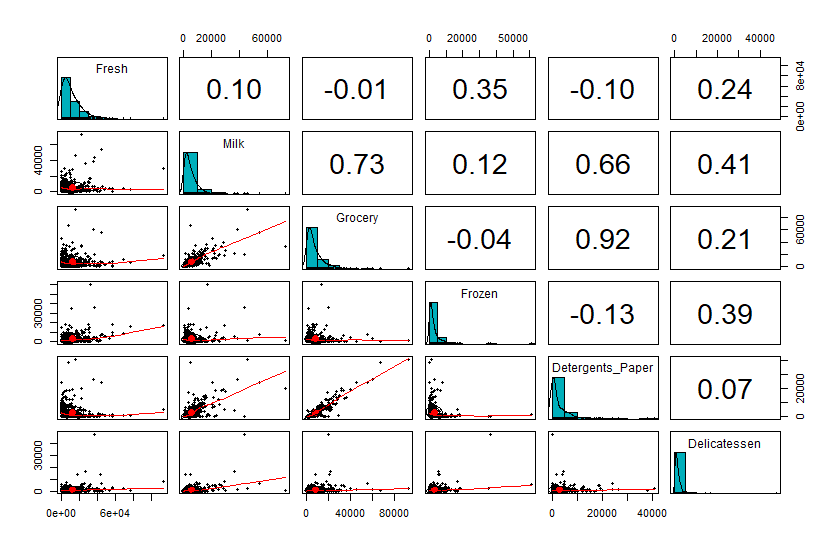 0 20000 60000 0 20000 40000 60000 0 20000 40000
Fresh 0.10 -0.01 0.35 -0.10 0.24 0e+00 8e+04
0 40000 Milk 0.73 0.12 0.66 0.41
Grocery -0.04 0.92 0.21 0 60000
0 30000 Frozen -0.13 0.39
Detergents_Paper 0.07 0 20000
0 30000 Delicatessen
0e+00 6e+04 0 40000 80000 0 20000 40000